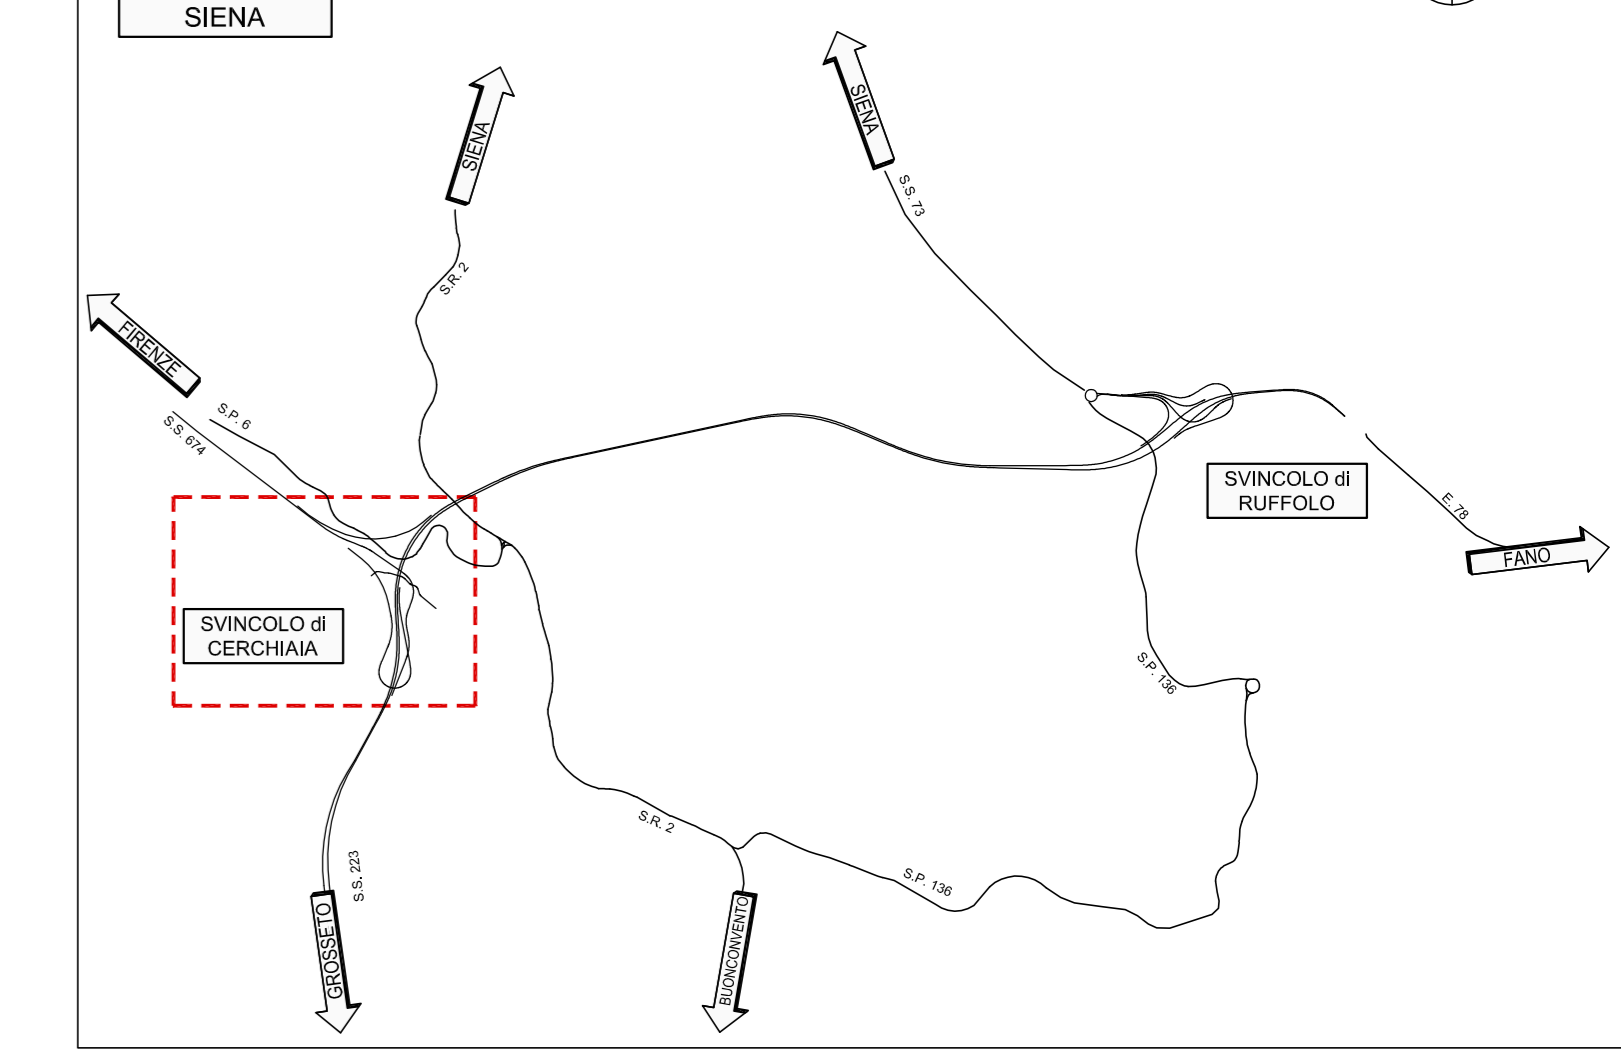 SIENA
SIENA
SIENA
S.S. 73
S.R. 2
FIRENZE
S.P. 6
S.S. 674
SVINCOLO di
RUFFOLO
E. 78
FANO
SVINCOLO di
CERCHIAIA
S.P. 136
S.R. 2
S.P. 136
S.S. 223
GROSSETO
BUONCONVENTO